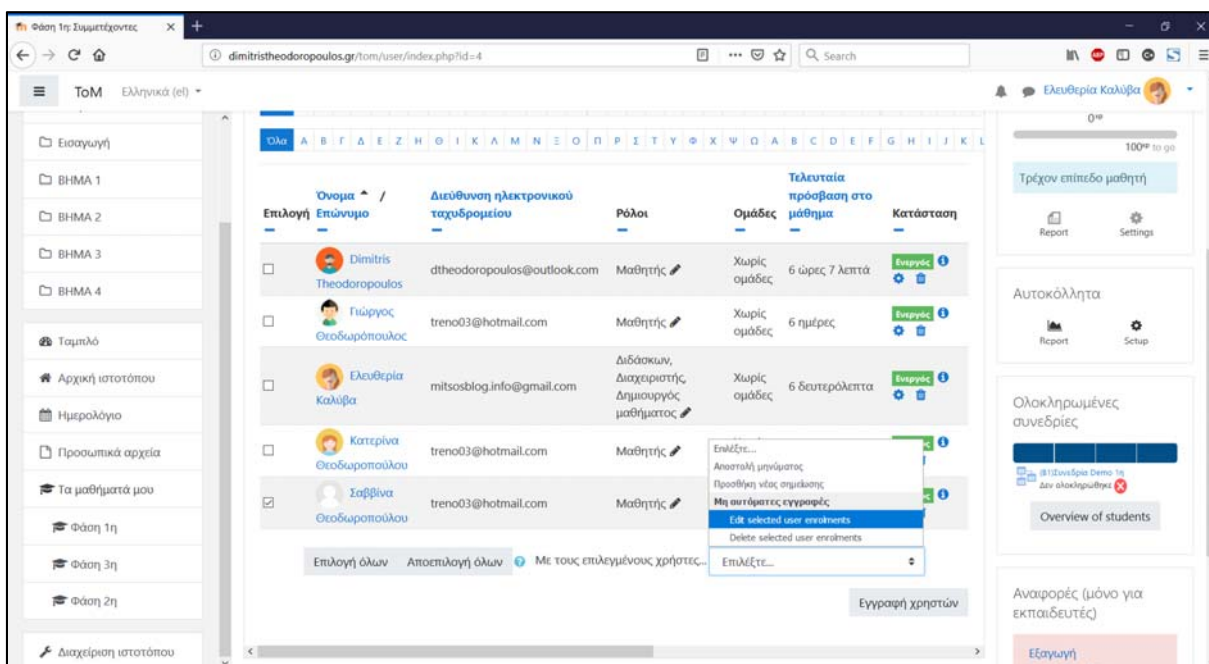 Φάση 1η: Συμμετέχοντες
dimitristheodoropoulos.gr/tom/user/index.php?id=4
Search
ToM Ελληνικά (el)
Ελευθερία Καλύβα
Εισαγωγή
ΒΗΜΑ 1
ΒΗΜΑ 2
ΒΗΜΑ 3
ΒΗΜΑ 4
Ταμπλό
Αρχική ιστοτόπου
Ημερολόγιο
Προσωπικά αρχεία
Τα μαθήματά μου
Φάση 1η
Φάση 3η
Φάση 2η
Διαχείριση ιστοτόπου
Όλα Α Β Γ Δ Ε Ζ Η Θ Ι Κ Λ Μ Ν Ξ Ο Π Ρ Σ Τ Υ Φ Χ Ψ Ω A B C D E F G H I J K L
Επιλογή
Όνομα /
Επώνυμο
Διεύθυνση ηλεκτρονικού
ταχυδρομείου
Ρόλοι
Ομάδες
Τελευταία
πρόσβαση στο
μάθημα
Κατάσταση
Dimitris
Theodoropoulos
dtheodoropoulos@outlook.com
Μαθητής
Χωρίς
ομάδες
6 ώρες 7 λεπτά
Ενεργός
Γιώργος
Θεοδωρόπουλος
treno03@hotmail.com
Μαθητής
Χωρίς
ομάδες
6 ημέρες
Ενεργός
Ελευθερία
Καλύβα
mitsosblog.info@gmail.com
Διδάσκων,
Διαχειριστής,
Δημιουργός
μαθήματος
Χωρίς
ομάδες
6 δευτερόλεπτα
Ενεργός
Κατερίνα
Θεοδωροπούλου
treno03@hotmail.com
Μαθητής
Σαββίνα
Θεοδωροπούλου
treno03@hotmail.com
Μαθητής
Επιλέξτε...
Αποστολή μηνύματος
Προσθήκη νέας σημείωσης
Μη αυτόματες εγγραφές
Edit selected user enrolments
Delete selected user enrolments
Επιλογή όλων
Αποεπιλογή όλων
Με τους επιλεγμένους χρήστες...
Επιλέξτε...
Εγγραφή χρηστών
0xp
100xp to go
Τρέχον επίπεδο μαθητή
Report
Settings
Αυτοκόλλητα
Report
Setup
Ολοκληρωμένες
συνεδρίες
(Β1)Συνεδρία Demo 1η
Δεν ολοκληρώθηκε
Overview of students
Αναφορές (μόνο για
εκπαιδευτές)
Εξαγωγή